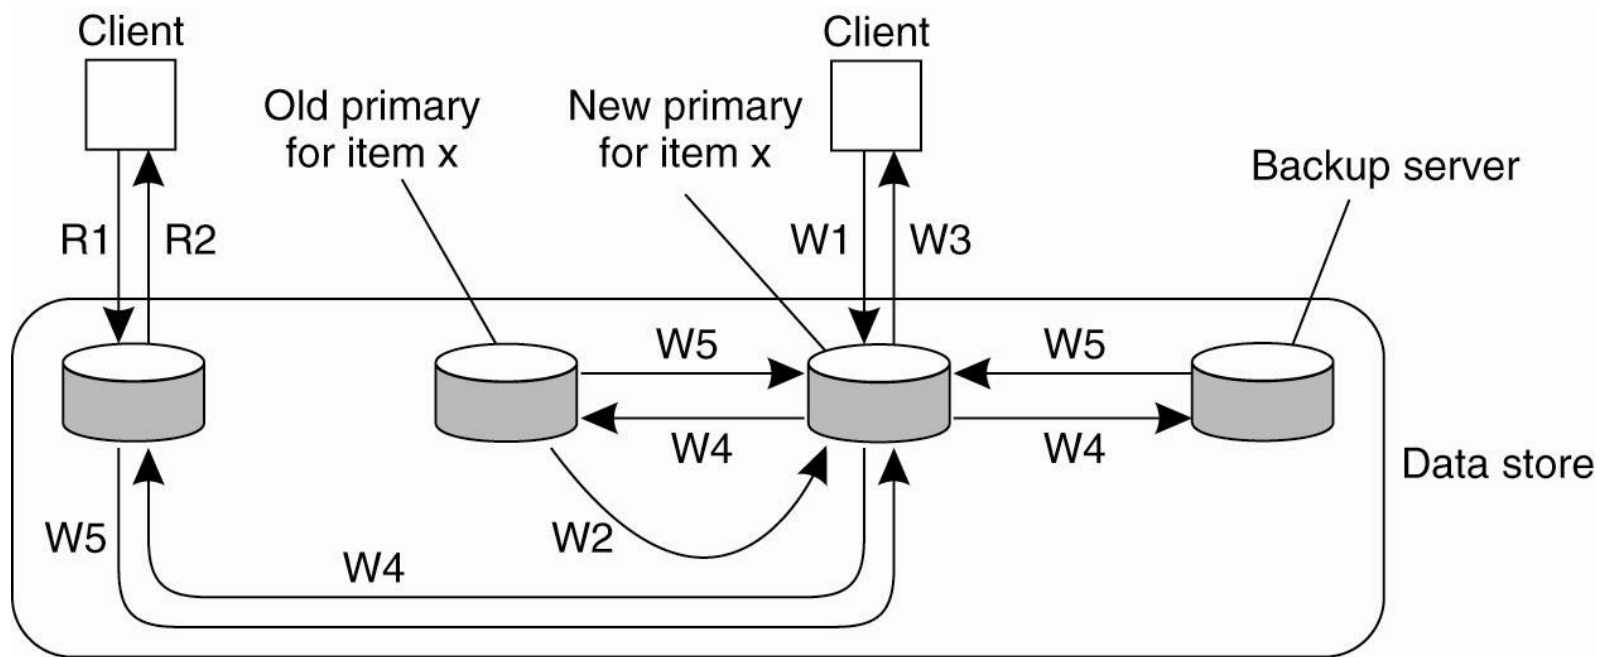 Client
Client
Old primary
for item x
New primary
for item x
Backup server
R1
R2
W1
W3
W5
W5
W4
W4
Data store
W5
W2
W4